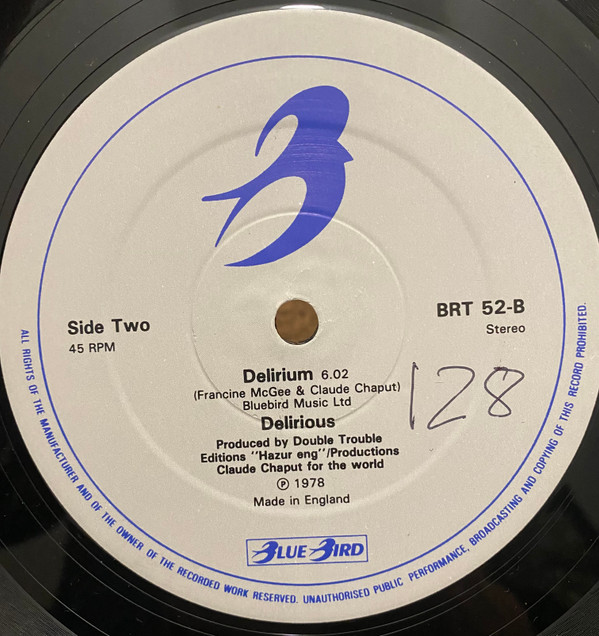 Side Two
45 RPM
BRT 52-B
Stereo
Delirium 6.02
(Francine McGee & Claude Chaput)
Bluebird Music Ltd
Delirious
Produced by Double Trouble
Editions "Hazur eng"/Productions
Claude Chaput for the world
℗ 1978
Made in England
128
BLUE BIRD
ALL RIGHTS OF THE MANUFACTURER AND OF THE OWNER OF THE RECORDED WORK RESERVED. UNAUTHORISED PUBLIC PERFORMANCE, BROADCASTING AND COPYING OF THIS RECORD PROHIBITED.